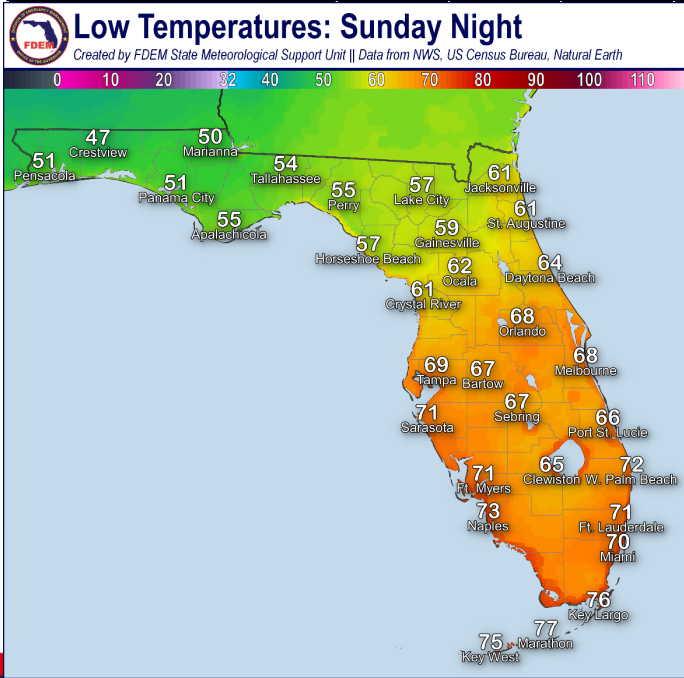 Low Temperatures: Sunday Night
Created by FDEM State Meteorological Support Unit || Data from NWS, US Census Bureau, Natural Earth
FDEM
0 10 20 32 40 50 60 70 80 90 100 110
47
Crestview
50
Marianna
51
Pensacola
54
Tallahassee
51
Panama City
55
Perry
57
Lake City
61
Jacksonville
55
Apalachicola
61
St. Augustine
59
Gainesville
57
Horseshoe Beach
62
Ocala
64
Daytona Beach
61
Crystal River
68
Orlando
69
Tampa
67
Bartow
68
Melbourne
71
Sarasota
67
Sebring
66
Port St. Lucie
71
Ft. Myers
65
Clewiston
72
W. Palm Beach
73
Naples
71
Ft. Lauderdale
70
Miami
76
Key Largo
77
Marathon
75
Key West